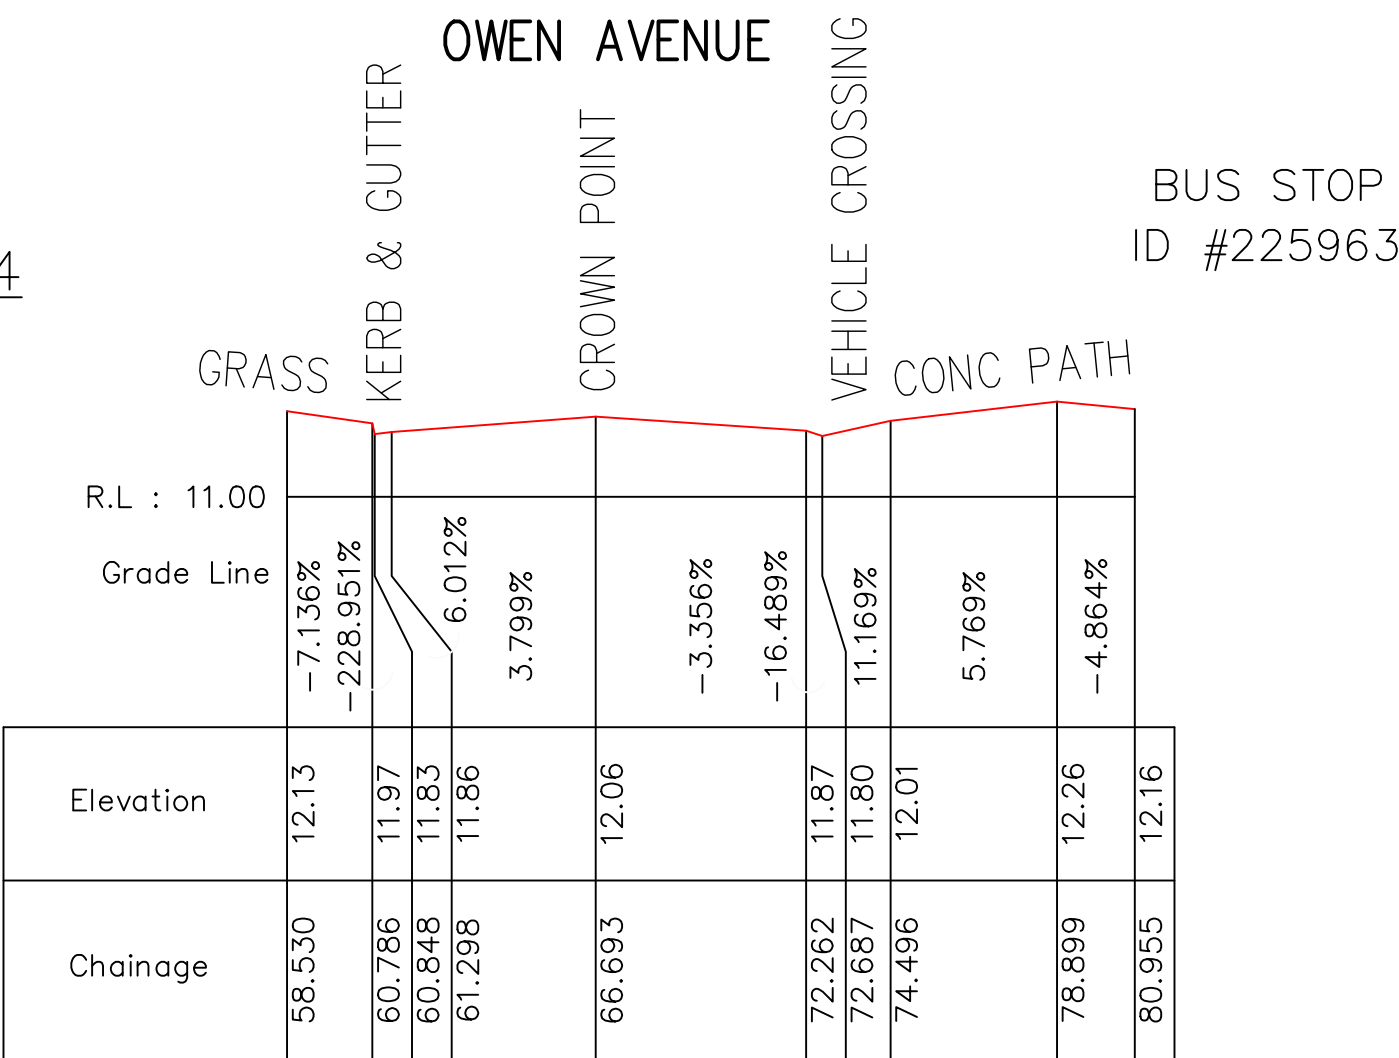 OWEN AVENUE
KERB & GUTTER
CROWN POINT
VEHICLE CROSSING
BUS STOP
ID #225963
4
GRASS
CONC PATH
R.L : 11.00
Grade Line
-7.136%
-228.951%
6.012%
3.799%
-3.356%
-16.489%
11.169%
5.769%
-4.864%
Elevation
12.13
11.97
11.83
11.86
12.06
11.87
11.80
12.01
12.26
12.16
Chainage
58.530
60.786
60.848
61.298
66.693
72.262
72.687
74.496
78.899
80.955